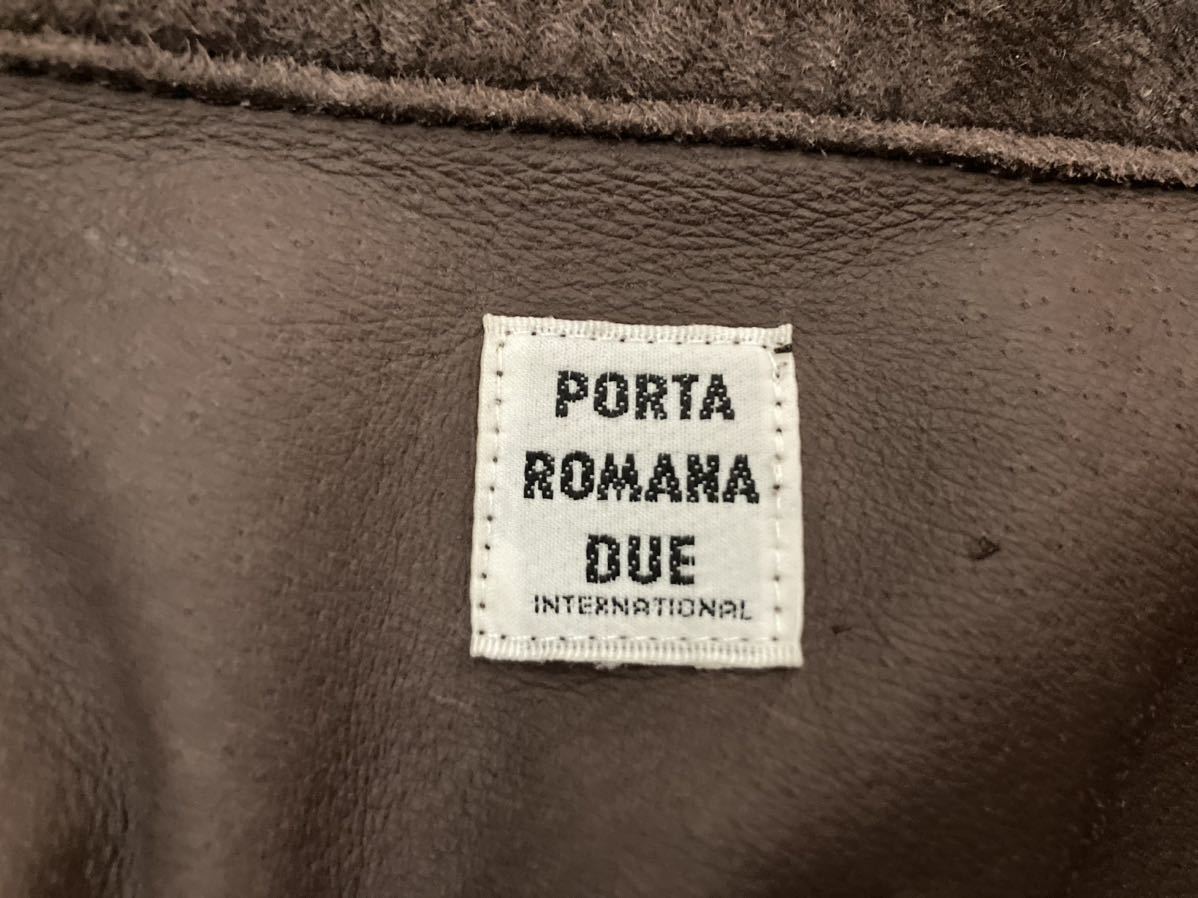 PORTA
ROMANA
DUE
INTERNATIONAL